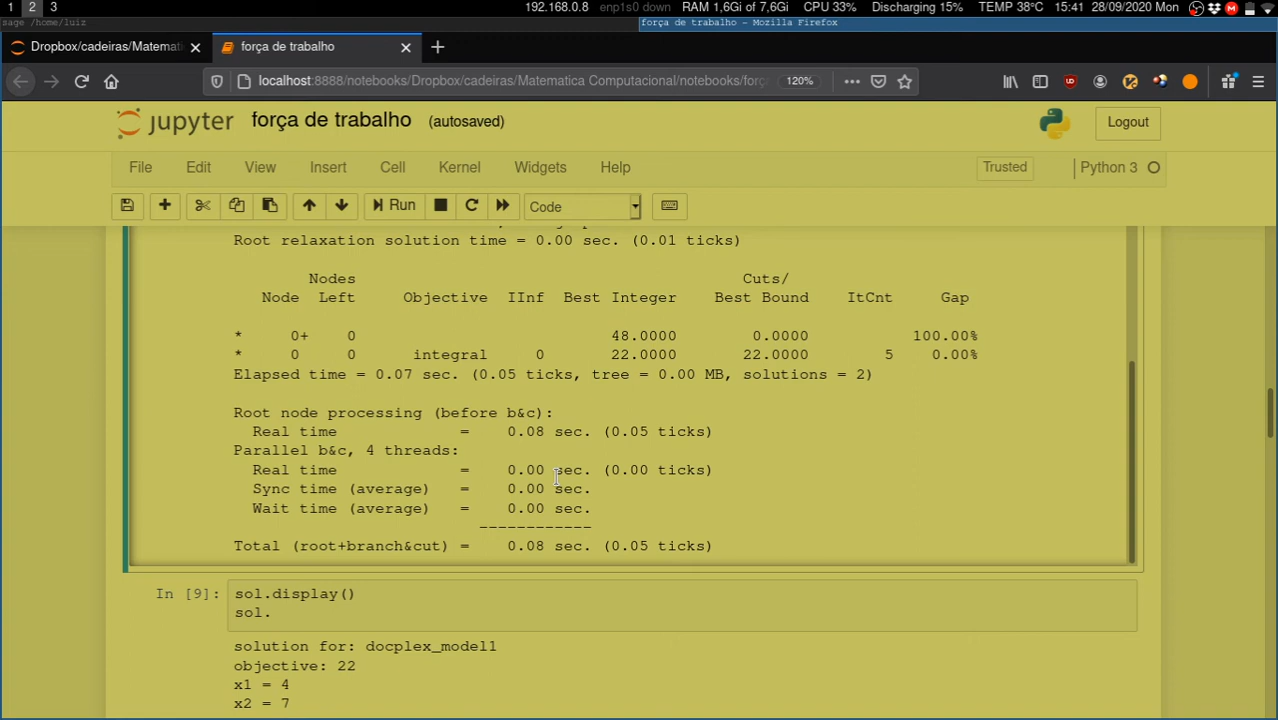 1 2 3 192.168.0.8 enp1s0 down RAM 1,6Gi of 7,6Gi CPU 33% Discharging 15% TEMP 38°C 15:41 28/09/2020 Mon
sage /home/luiz força de trabalho - Mozilla Firefox
Dropbox/cadeiras/Matemati força de trabalho
localhost:8888/notebooks/Dropbox/cadeiras/Matematica Computacional/notebooks/forç 120%
jupyter força de trabalho (autosaved) Logout
File Edit View Insert Cell Kernel Widgets Help Trusted Python 3
Run Code
Root relaxation solution time = 0.00 sec. (0.01 ticks)
Nodes Cuts/
Node Left Objective IInf Best Integer Best Bound ItCnt Gap
* 0+ 0 48.0000 0.0000 100.00%
* 0 0 integral 0 22.0000 22.0000 5 0.00%
Elapsed time = 0.07 sec. (0.05 ticks, tree = 0.00 MB, solutions = 2)
Root node processing (before b&c):
Real time = 0.08 sec. (0.05 ticks)
Parallel b&c, 4 threads:
Real time = 0.00 sec. (0.00 ticks)
Sync time (average) = 0.00 sec.
Wait time (average) = 0.00 sec.
------------
Total (root+branch&cut) = 0.08 sec. (0.05 ticks)
In [9]: sol.display()
sol.
solution for: docplex_model1
objective: 22
x1 = 4
x2 = 7